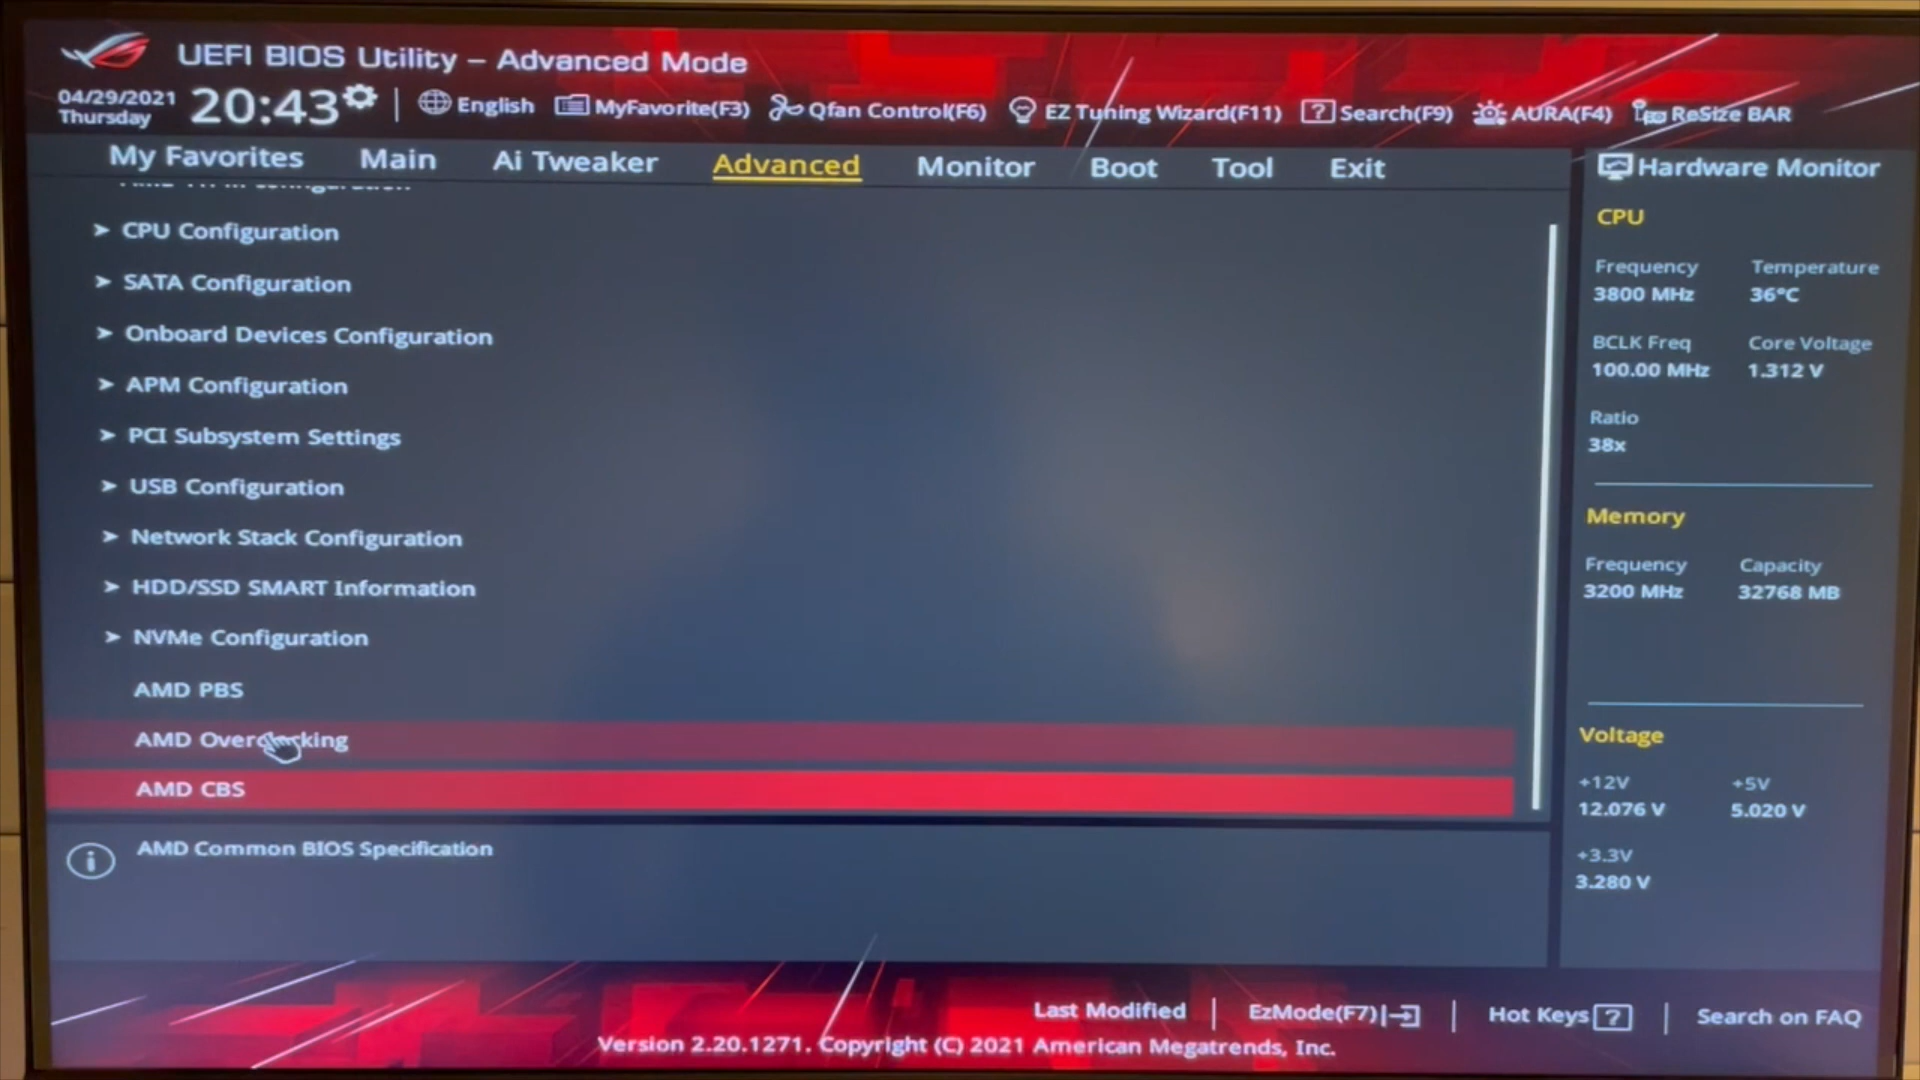 UEFI BIOS Utility – Advanced Mode
04/29/2021
Thursday
20:43
English
MyFavorite(F3)
Qfan Control(F6)
EZ Tuning Wizard(F11)
? Search(F9)
AURA(F4)
ReSize BAR
My Favorites
Main
Ai Tweaker
Advanced
Monitor
Boot
Tool
Exit
> CPU Configuration
> SATA Configuration
> Onboard Devices Configuration
> APM Configuration
> PCI Subsystem Settings
> USB Configuration
> Network Stack Configuration
> HDD/SSD SMART Information
> NVMe Configuration
AMD PBS
AMD Overclocking
AMD CBS
i
AMD Common BIOS Specification
Hardware Monitor
CPU
Frequency Temperature
3800 MHz 36°C
BCLK Freq Core Voltage
100.00 MHz 1.312 V
Ratio
38x
Memory
Frequency Capacity
3200 MHz 32768 MB
Voltage
+12V +5V
12.076 V 5.020 V
+3.3V
3.280 V
Last Modified
EzMode(F7)
Hot Keys ?
Search on FAQ
Version 2.20.1271. Copyright (C) 2021 American Megatrends, Inc.